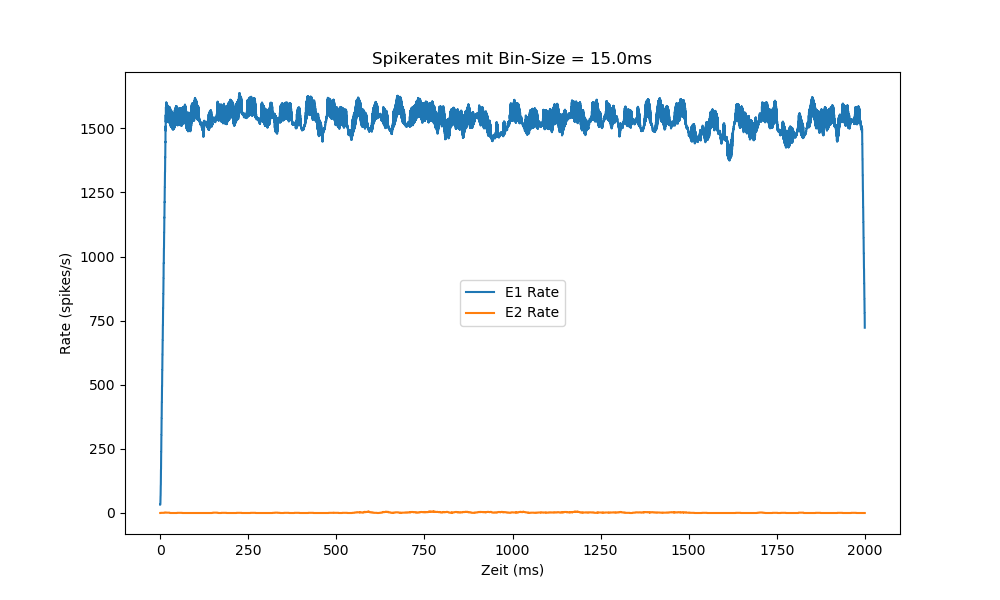 Spikerates mit Bin-Size = 15.0ms
Rate (spikes/s)
1500
1250
1000
750
500
250
0
E1 Rate
E2 Rate
0 250 500 750 1000 1250 1500 1750 2000
Zeit (ms)